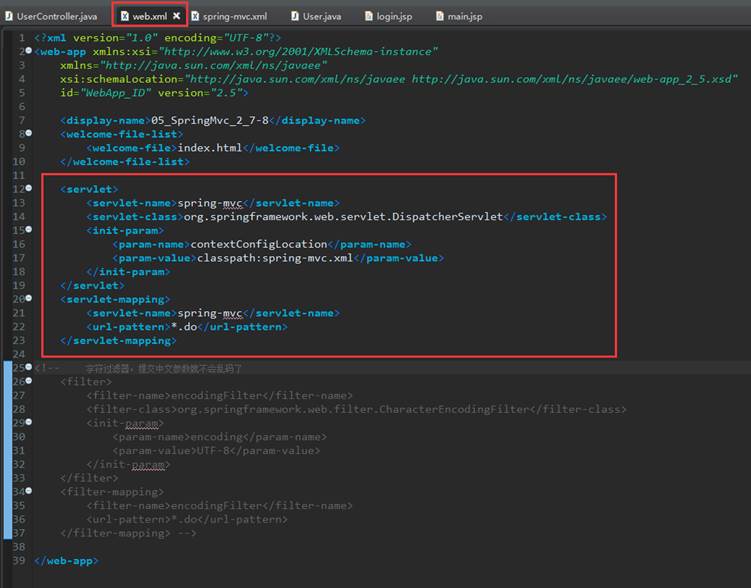 UserController.java web.xml spring-mvc.xml User.java login.jsp main.jsp
1 <?xml version="1.0" encoding="UTF-8"?>
2 <web-app xmlns:xsi="http://www.w3.org/2001/XMLSchema-instance"
3 xmlns="http://java.sun.com/xml/ns/javaee"
4 xsi:schemaLocation="http://java.sun.com/xml/ns/javaee http://java.sun.com/xml/ns/javaee/web-app_2_5.xsd"
5 id="WebApp_ID" version="2.5">
6
7 <display-name>05_SpringMvc_2_7-8</display-name>
8 <welcome-file-list>
9 <welcome-file>index.html</welcome-file>
10 </welcome-file-list>
11
12 <servlet>
13 <servlet-name>spring-mvc</servlet-name>
14 <servlet-class>org.springframework.web.servlet.DispatcherServlet</servlet-class>
15 <init-param>
16 <param-name>contextConfigLocation</param-name>
17 <param-value>classpath:spring-mvc.xml</param-value>
18 </init-param>
19 </servlet>
20 <servlet-mapping>
21 <servlet-name>spring-mvc</servlet-name>
22 <url-pattern>*.do</url-pattern>
23 </servlet-mapping>
24
25 <!-- 字符过滤器，提交中文参数就不会乱码了
26 <filter>
27 <filter-name>encodingFilter</filter-name>
28 <filter-class>org.springframework.web.filter.CharacterEncodingFilter</filter-class>
29 <init-param>
30 <param-name>encoding</param-name>
31 <param-value>UTF-8</param-value>
32 </init-param>
33 </filter>
34 <filter-mapping>
35 <filter-name>encodingFilter</filter-name>
36 <url-pattern>*.do</url-pattern>
37 </filter-mapping> -->
38
39 </web-app>